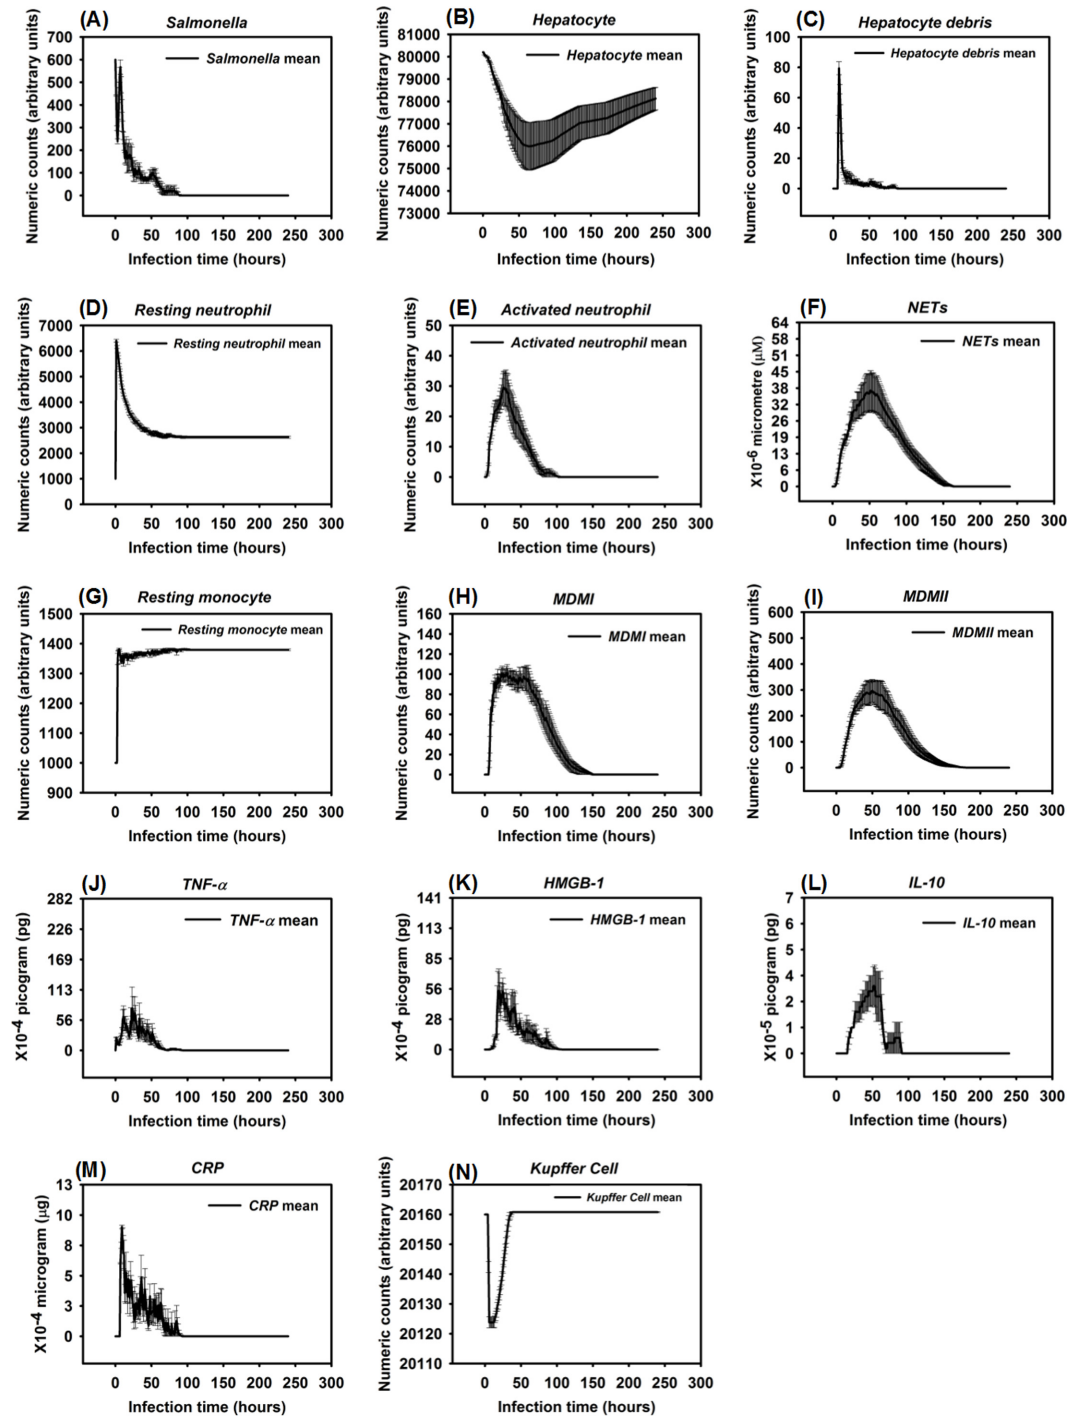 (A) Salmonella
Numeric counts (arbitrary units)
700
600
500
400
300
200
100
0
Salmonella mean
0 50 100 150 200 250 300
Infection time (hours)
(B) Hepatocyte
Numeric counts (arbitrary units)
81000
80000
79000
78000
77000
76000
75000
74000
73000
Hepatocyte mean
0 50 100 150 200 250 300
Infection time (hours)
(C) Hepatocyte debris
Numeric counts (arbitrary units)
100
80
60
40
20
0
Hepatocyte debris mean
0 50 100 150 200 250 300
Infection time (hours)
(D) Resting neutrophil
Numeric counts (arbitrary units)
7000
6000
5000
4000
3000
2000
1000
0
Resting neutrophil mean
0 50 100 150 200 250 300
Infection time (hours)
(E) Activated neutrophil
Numeric counts (arbitrary units)
50
40
30
20
10
0
Activated neutrophil mean
0 50 100 150 200 250 300
Infection time (hours)
(F) NETs
X10-6 micrometre (µM)
64
58
51
45
38
32
26
19
13
6
0
NETs mean
0 50 100 150 200 250 300
Infection time (hours)
(G) Resting monocyte
Numeric counts (arbitrary units)
1500
1400
1300
1200
1100
1000
900
Resting monocyte mean
0 50 100 150 200 250 300
Infection time (hours)
(H) MDMI
Numeric counts (arbitrary units)
160
140
120
100
80
60
40
20
0
MDMI mean
0 50 100 150 200 250 300
Infection time (hours)
(I) MDMII
Numeric counts (arbitrary units)
600
500
400
300
200
100
0
MDMII mean
0 50 100 150 200 250 300
Infection time (hours)
(J) TNF-α
X10-4 picogram (pg)
282
226
169
113
56
0
TNF-α mean
0 50 100 150 200 250 300
Infection time (hours)
(K) HMGB-1
X10-4 picogram (pg)
141
113
85
56
28
0
HMGB-1 mean
0 50 100 150 200 250 300
Infection time (hours)
(L) IL-10
X10-5 picogram (pg)
7
6
5
4
2
1
0
IL-10 mean
0 50 100 150 200 250 300
Infection time (hours)
(M) CRP
X10-4 microgram (µg)
13
10
8
5
3
0
CRP mean
0 50 100 150 200 250 300
Infection time (hours)
(N) Kupffer Cell
Numeric counts (arbitrary units)
20170
20160
20150
20140
20130
20120
20110
Kupffer Cell mean
0 50 100 150 200 250 300
Infection time (hours)